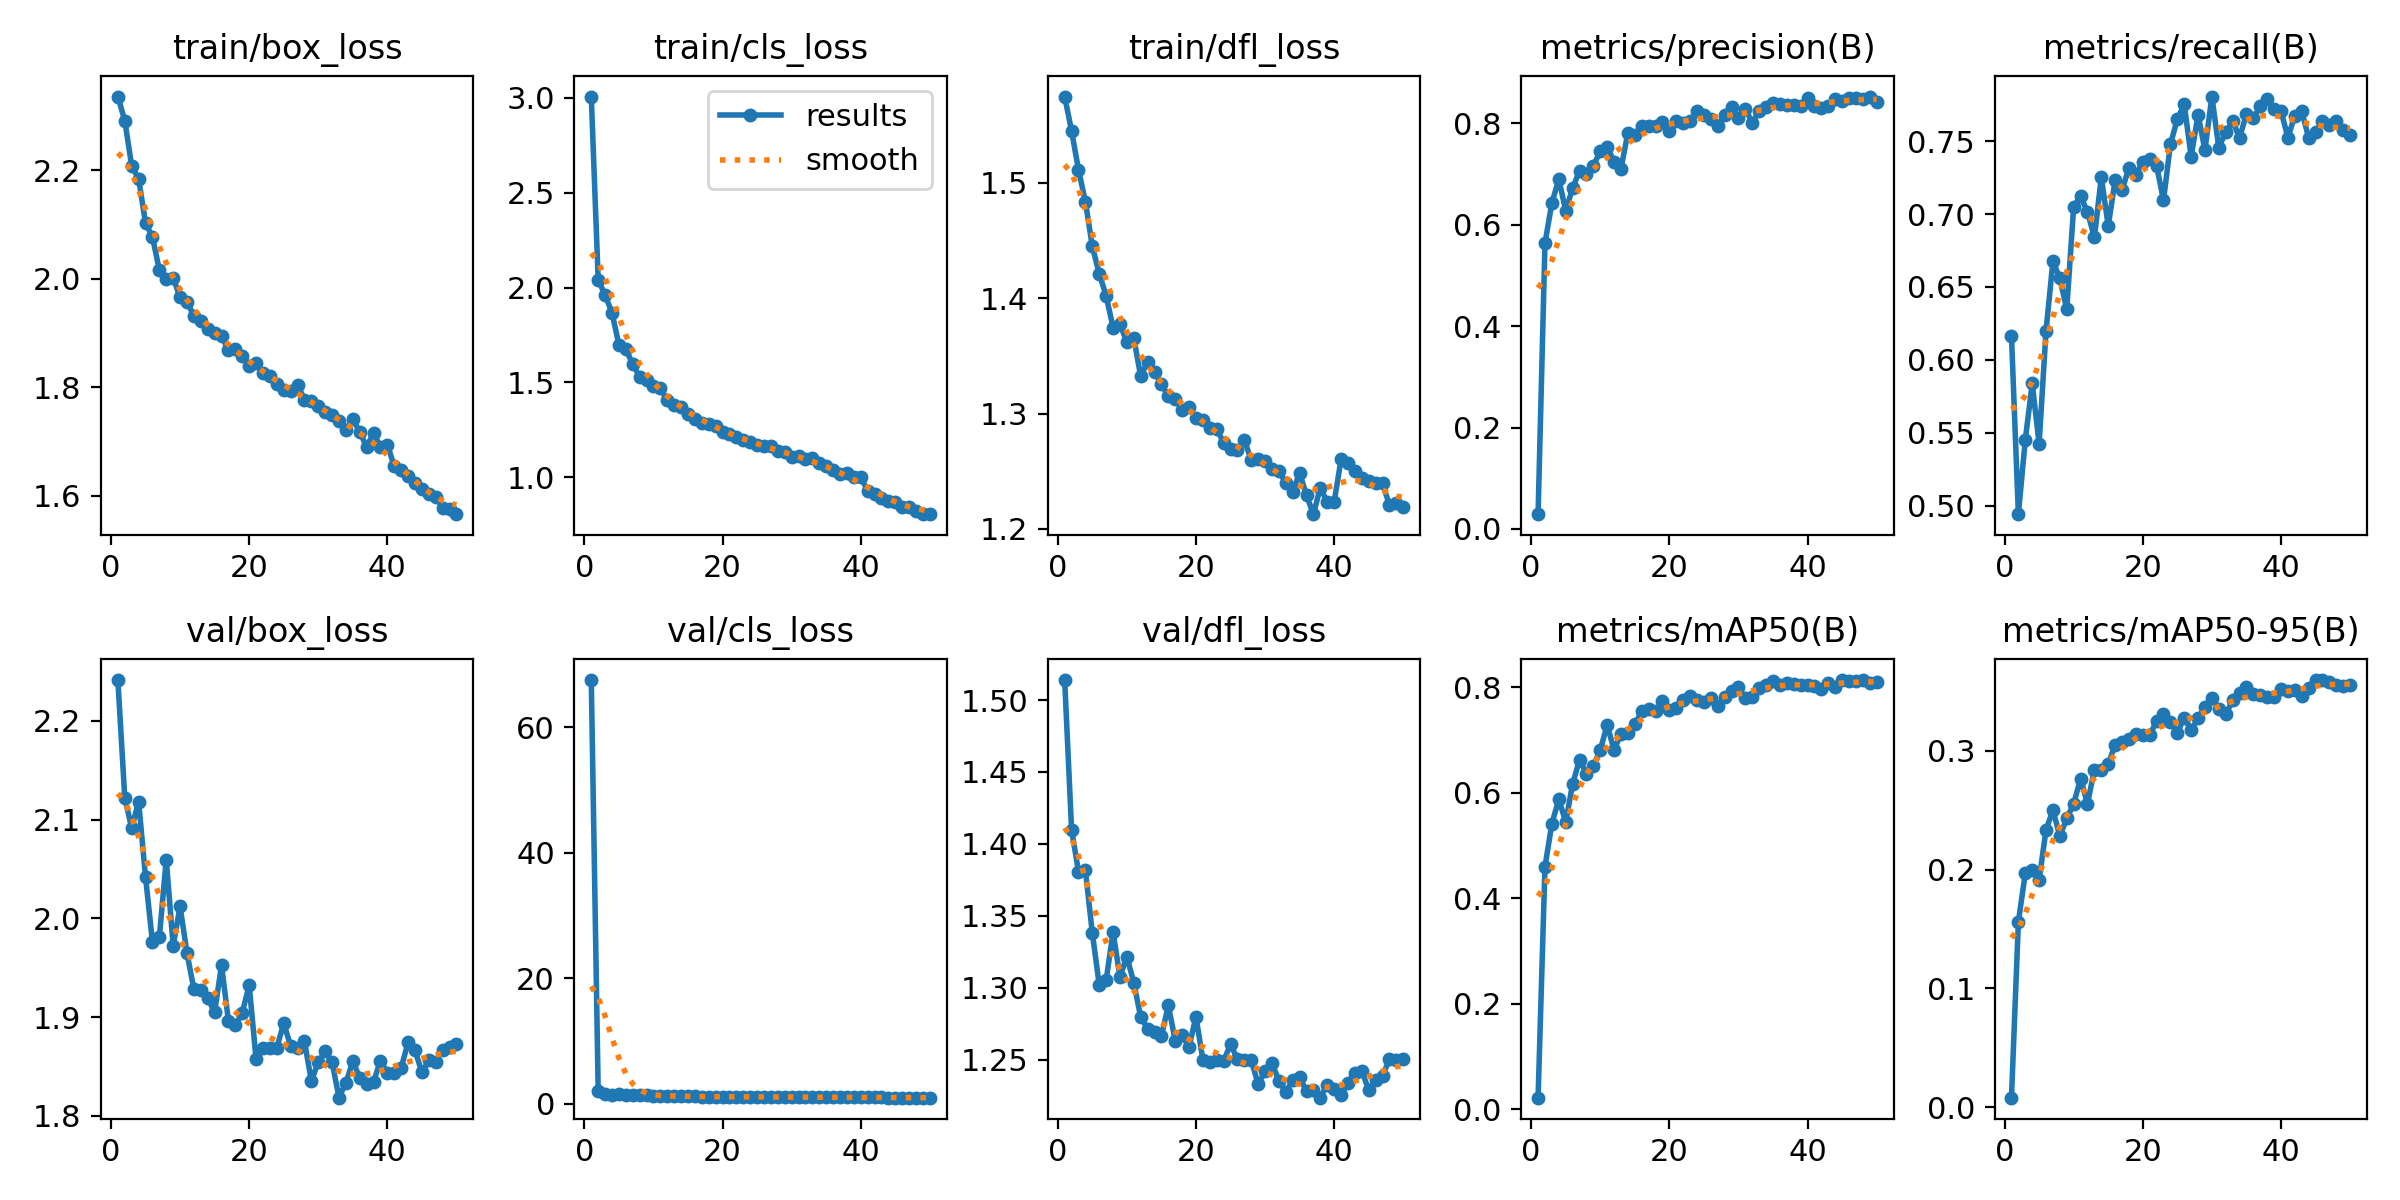 train/box_loss
train/cls_loss
train/dfl_loss
metrics/precision(B)
metrics/recall(B)
2.2
2.0
1.8
1.6
0 20 40
3.0
2.5
2.0
1.5
1.0
0 20 40
results
smooth
1.5
1.4
1.3
1.2
0 20 40
0.8
0.6
0.4
0.2
0.0
0 20 40
0.75
0.70
0.65
0.60
0.55
0.50
0 20 40
val/box_loss
val/cls_loss
val/dfl_loss
metrics/mAP50(B)
metrics/mAP50-95(B)
2.2
2.1
2.0
1.9
1.8
0 20 40
60
40
20
0
0 20 40
1.50
1.45
1.40
1.35
1.30
1.25
0 20 40
0.8
0.6
0.4
0.2
0.0
0 20 40
0.3
0.2
0.1
0.0
0 20 40